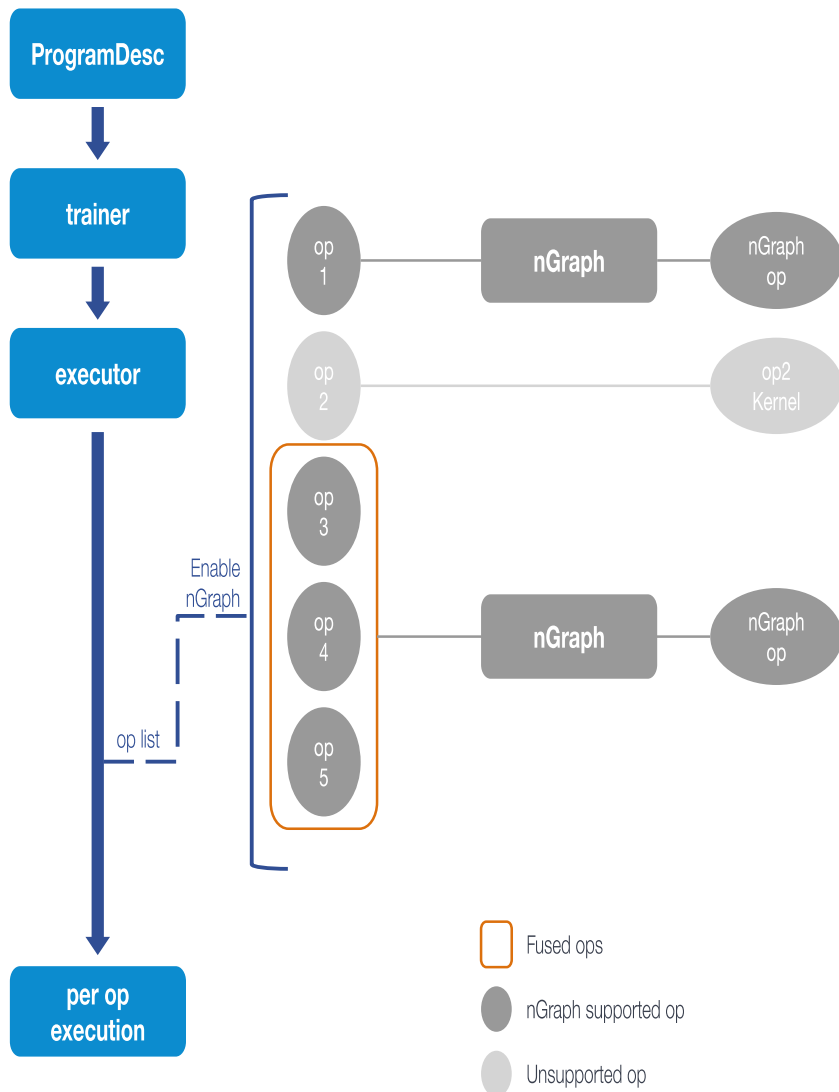 ProgramDesc
trainer
executor
per op
execution
op list
Enable
nGraph
op
1
nGraph
nGraph
op
op
2
op2
Kernel
op
3
op
4
nGraph
nGraph
op
op
5
Fused ops
nGraph supported op
Unsupported op